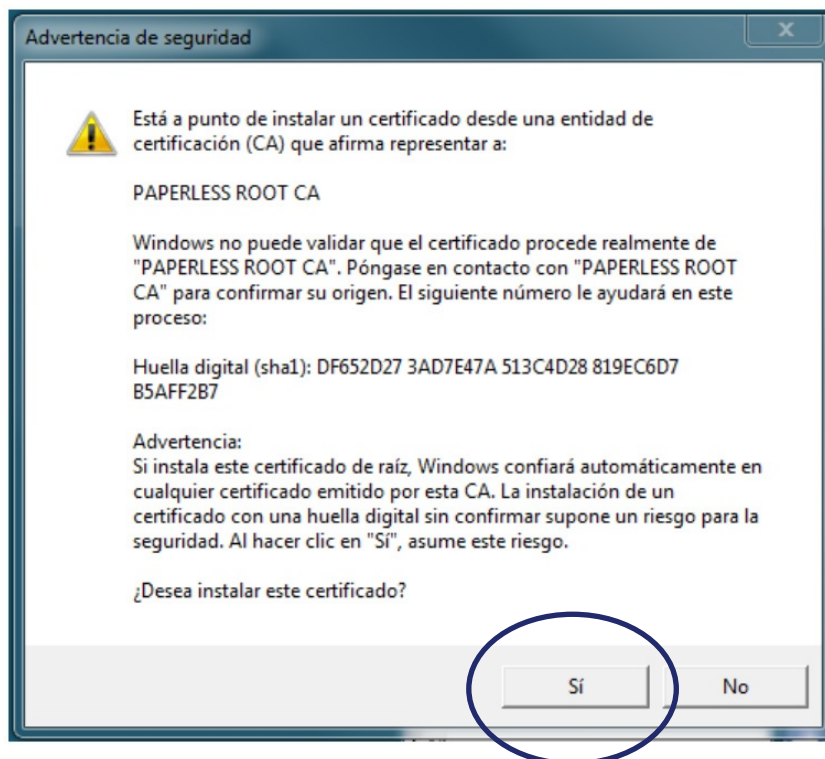 Advertencia de seguridad
Está a punto de instalar un certificado desde una entidad de
certificación (CA) que afirma representar a:
PAPERLESS ROOT CA
Windows no puede validar que el certificado procede realmente de
"PAPERLESS ROOT CA". Póngase en contacto con "PAPERLESS ROOT
CA" para confirmar su origen. El siguiente número le ayudará en este
proceso:
Huella digital (sha1): DF652D27 3AD7E47A 513C4D28 819EC6D7
B5AFF2B7
Advertencia:
Si instala este certificado de raíz, Windows confiará automáticamente en
cualquier certificado emitido por esta CA. La instalación de un
certificado con una huella digital sin confirmar supone un riesgo para la
seguridad. Al hacer clic en "Sí", asume este riesgo.
¿Desea instalar este certificado?
Sí No